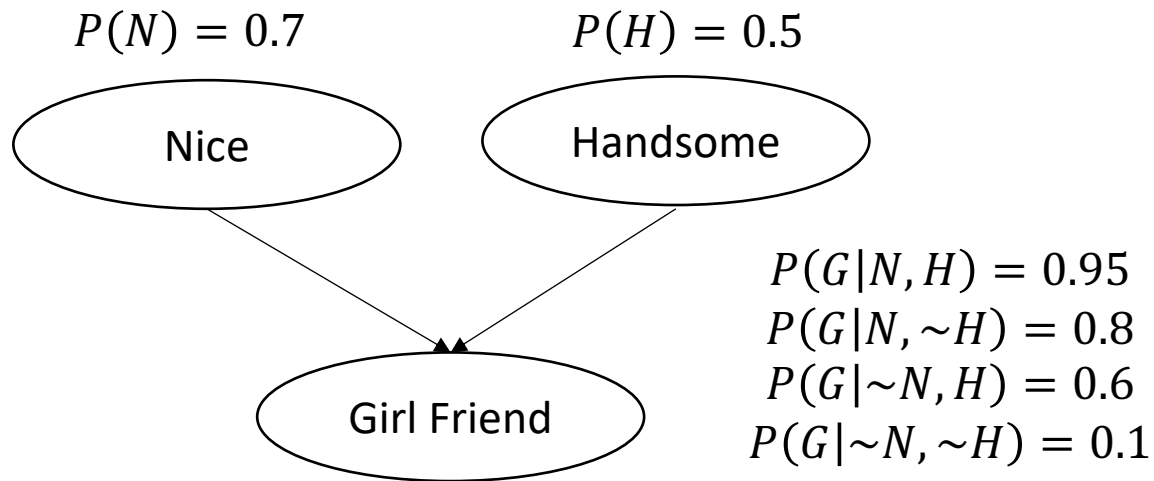 P(N) = 0.7
P(H) = 0.5
Nice
Handsome
P(G|N, H) = 0.95
P(G|N, ~H) = 0.8
P(G|~N, H) = 0.6
P(G|~N, ~H) = 0.1
Girl Friend